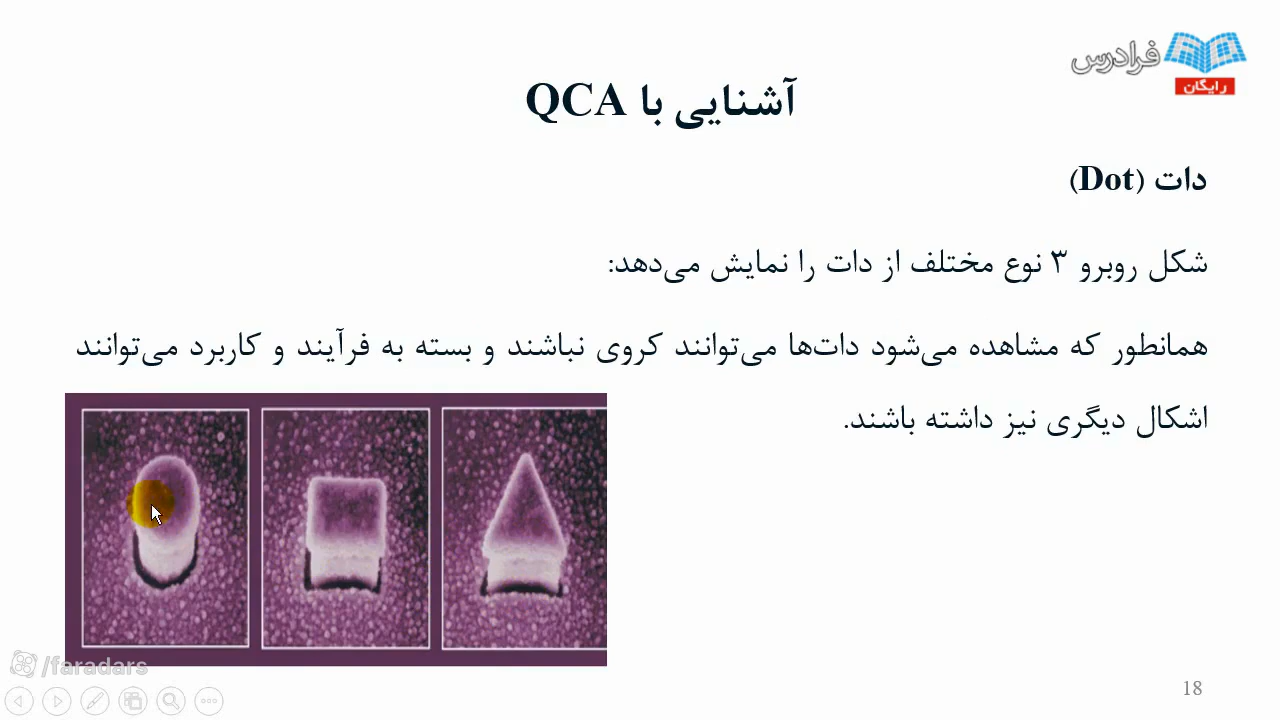 فرادرس
رایگان
آشنایی با QCA
دات (Dot)
شکل روبرو ۳ نوع مختلف از دات را نمایش می‌دهد:
همانطور که مشاهده می‌شود دات‌ها می‌توانند کروی نباشند و بسته به فرآیند و کاربرد می‌توانند
اشکال دیگری نیز داشته باشند.
/faradars
18